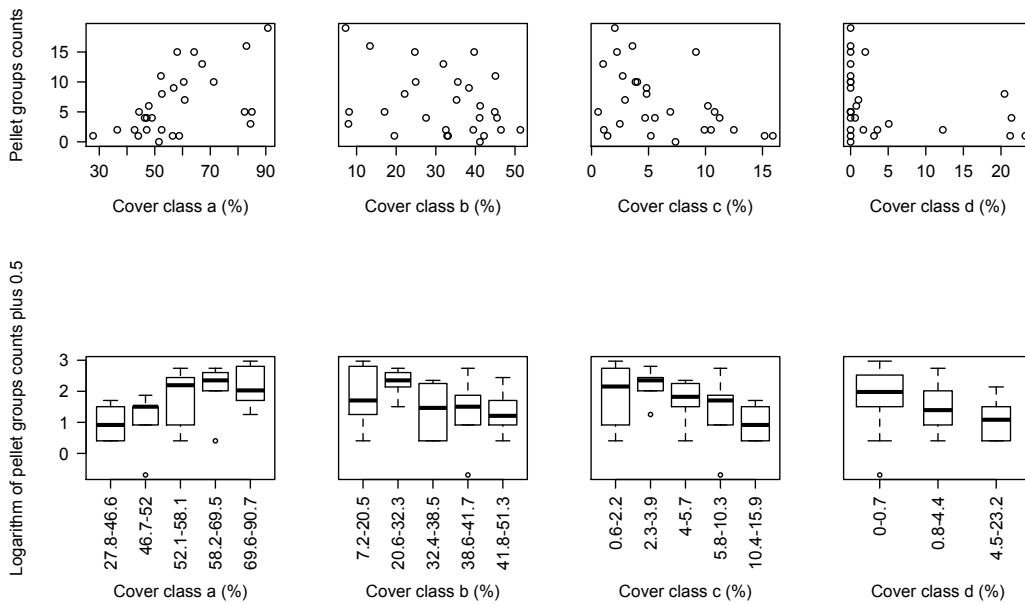 Pellet groups counts
0 5 10 15
30 50 70 90
Cover class a (%)
10 20 30 40 50
Cover class b (%)
0 5 10 15
Cover class c (%)
0 5 10 20
Cover class d (%)
Logarithm of pellet groups counts plus 0.5
0 1 2 3
27.8-46.6
46.7-52
52.1-58.1
58.2-69.5
69.6-90.7
Cover class a (%)
7.2-20.5
20.6-32.3
32.4-38.5
38.6-41.7
41.8-51.3
Cover class b (%)
0.6-2.2
2.3-3.9
4-5.7
5.8-10.3
10.4-15.9
Cover class c (%)
0-0.7
0.8-4.4
4.5-23.2
Cover class d (%)